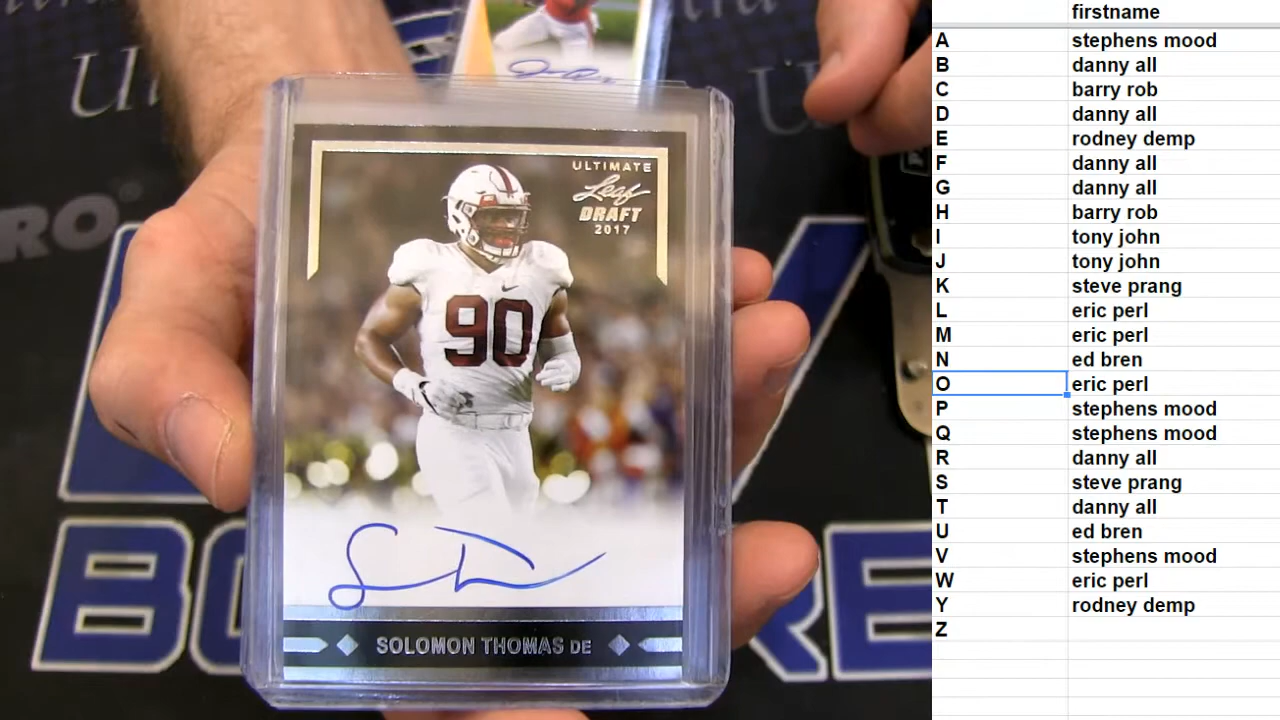 ULTIMATE
Leaf
DRAFT
2017
90
SOLOMON THOMAS DE
RO®
firstname
A stephens mood
B danny all
C barry rob
D danny all
E rodney demp
F danny all
G danny all
H barry rob
I tony john
J tony john
K steve prang
L eric perl
M eric perl
N ed bren
O eric perl
P stephens mood
Q stephens mood
R danny all
S steve prang
T danny all
U ed bren
V stephens mood
W eric perl
Y rodney demp
Z